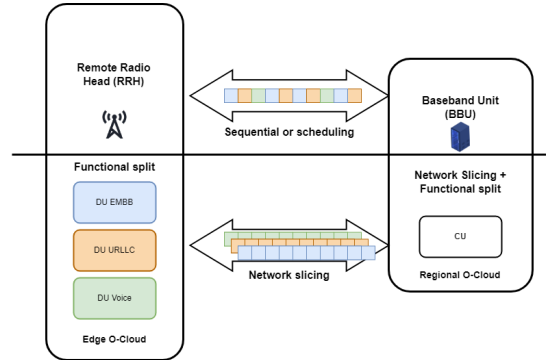 Remote Radio
Head (RRH)
Sequential or scheduling
Baseband Unit
(BBU)
Functional split
DU EMBB
DU URLLC
DU Voice
Edge O-Cloud
Network slicing
Network Slicing +
Functional split
CU
Regional O-Cloud